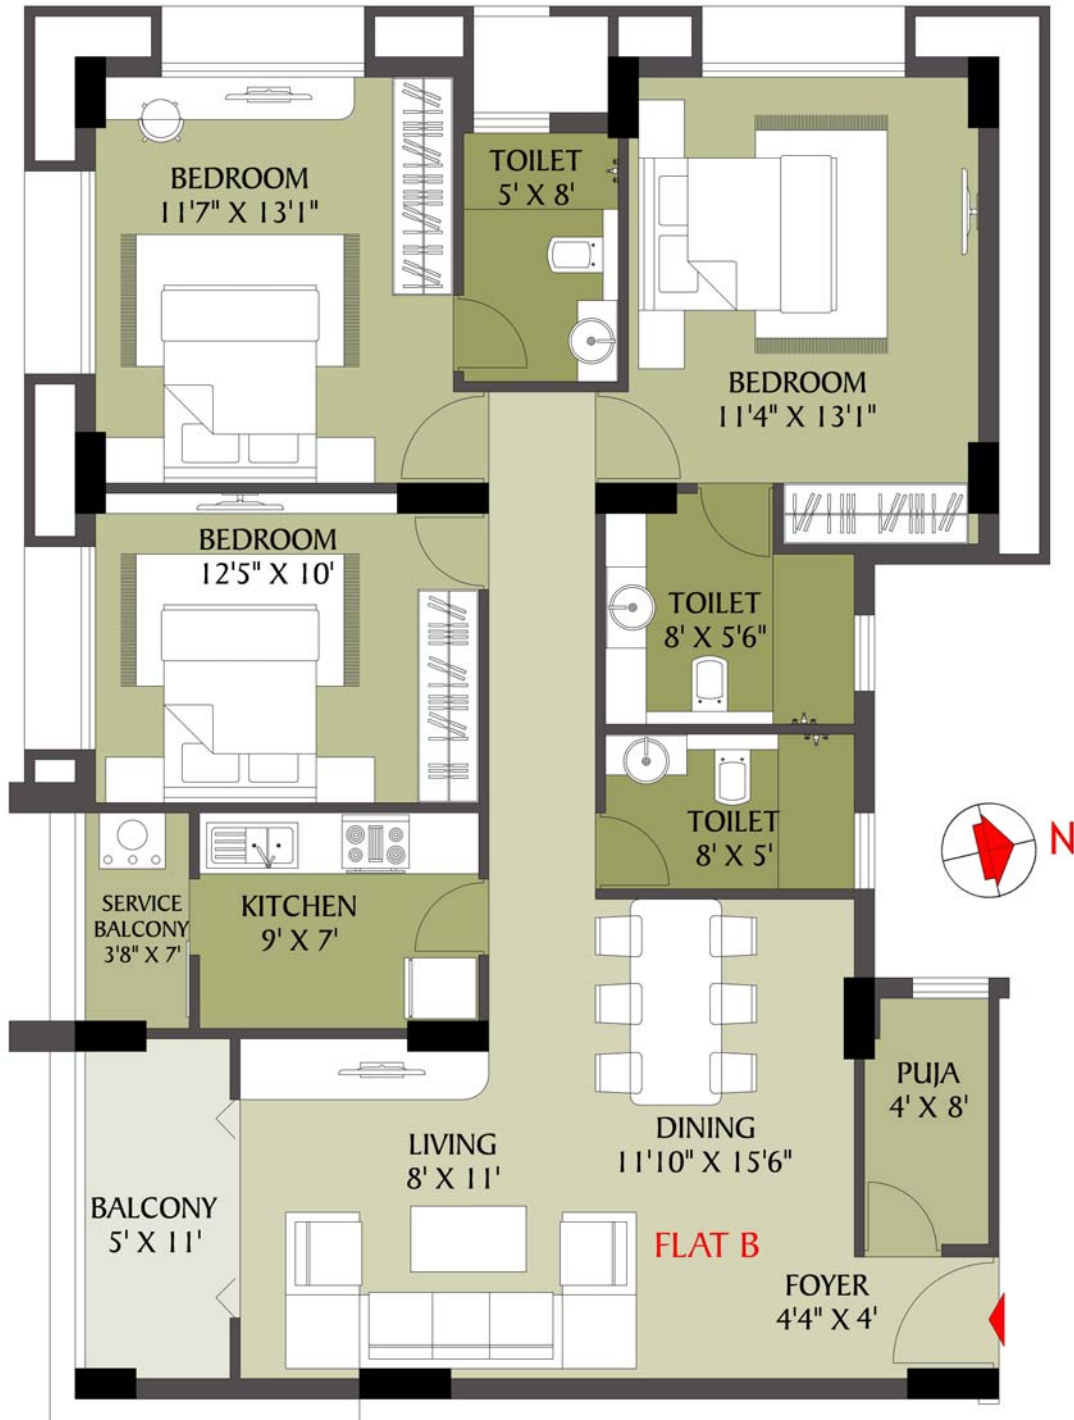 BEDROOM
11'7" X 13'1"
TOILET
5' X 8'
BEDROOM
11'4" X 13'1"
BEDROOM
12'5" X 10'
TOILET
8' X 5'6"
TOILET
8' X 5'
N
SERVICE
BALCONY
3'8" X 7'
KITCHEN
9' X 7'
PUJA
4' X 8'
DINING
11'10" X 15'6"
LIVING
8' X 11'
BALCONY
5' X 11'
FLAT B
FOYER
4'4" X 4'